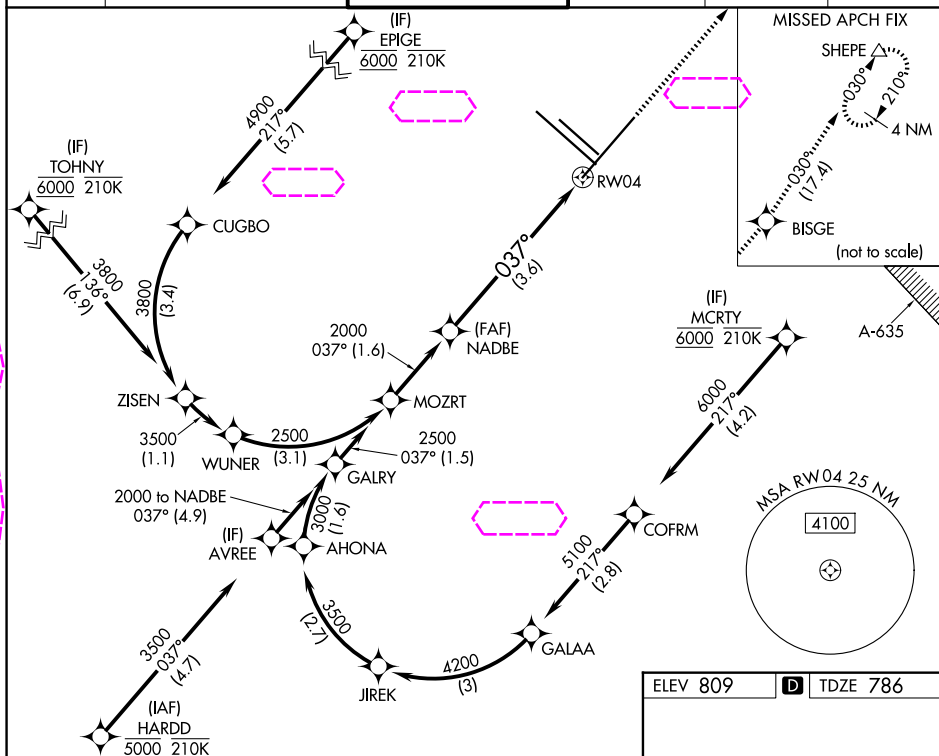 (IF)
EPIGE
6000 210K
MISSED APCH FIX
SHEPE
030°
210°
4 NM
030°
(17.4)
BISGE
(not to scale)
4900
217°
(5.7)
(IF)
TOHNY
6000 210K
RW04
CUGBO
037°
(3.6)
3800
136°
(6.9)
3800
(3.4)
(IF)
MCRTY
6000 210K
A-635
2000
037° (1.6)
(FAF)
NADBE
ZISEN
MOZRT
6000
217°
(4.2)
3500
(1.1)
WUNER
2500
(3.1)
2500
037° (1.5)
GALRY
2000 to NADBE
037° (4.9)
3000
(1.6)
(IF)
AVREE
AHONA
COFRM
MSA RW04 25 NM
4100
5100
217°
(2.8)
3500
037°
(4.7)
3500
(2.7)
GALAA
4200
(3)
JIREK
(IAF)
HARDD
5000 210K
ELEV 809 D TDZE 786